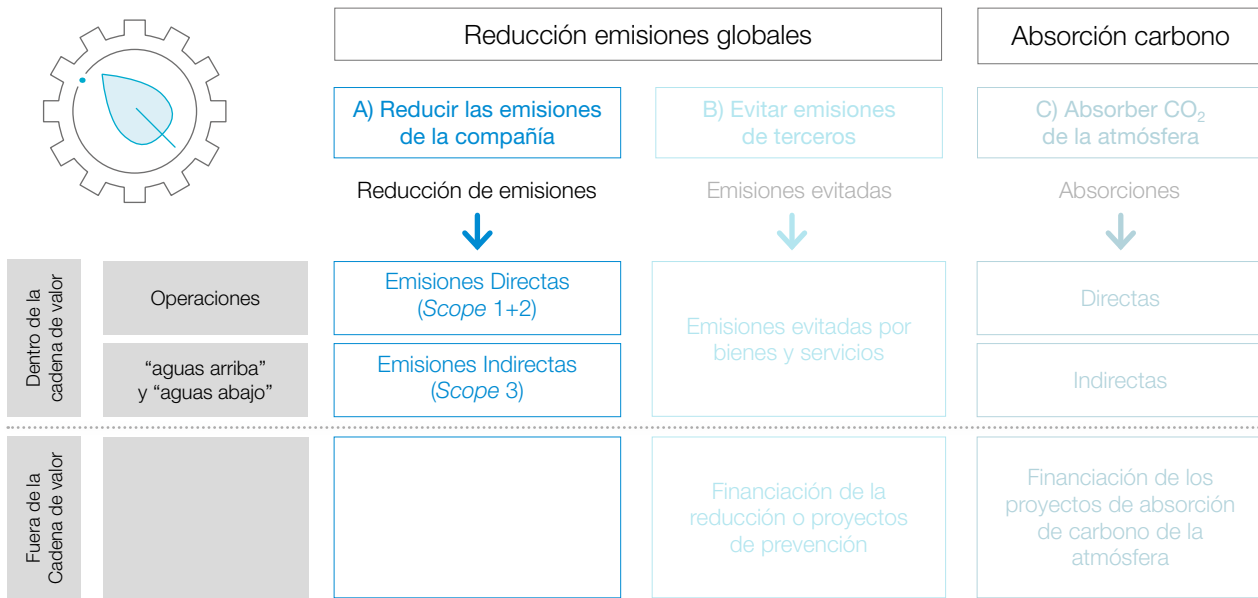 Reducción emisiones globales
Absorción carbono
A) Reducir las emisiones
de la compañía
B) Evitar emisiones
de terceros
C) Absorber CO₂
de la atmósfera
Reducción de emisiones
Emisiones evitadas
Absorciones
Dentro de la
cadena de valor
Operaciones
Emisiones Directas
(Scope 1+2)
Emisiones evitadas por
bienes y servicios
Directas
“aguas arriba”
y “aguas abajo”
Emisiones Indirectas
(Scope 3)
Indirectas
Fuera de la
Cadena de valor
Financiación de la
reducción o proyectos
de prevención
Financiación de los
proyectos de absorción
de carbono de la
atmósfera